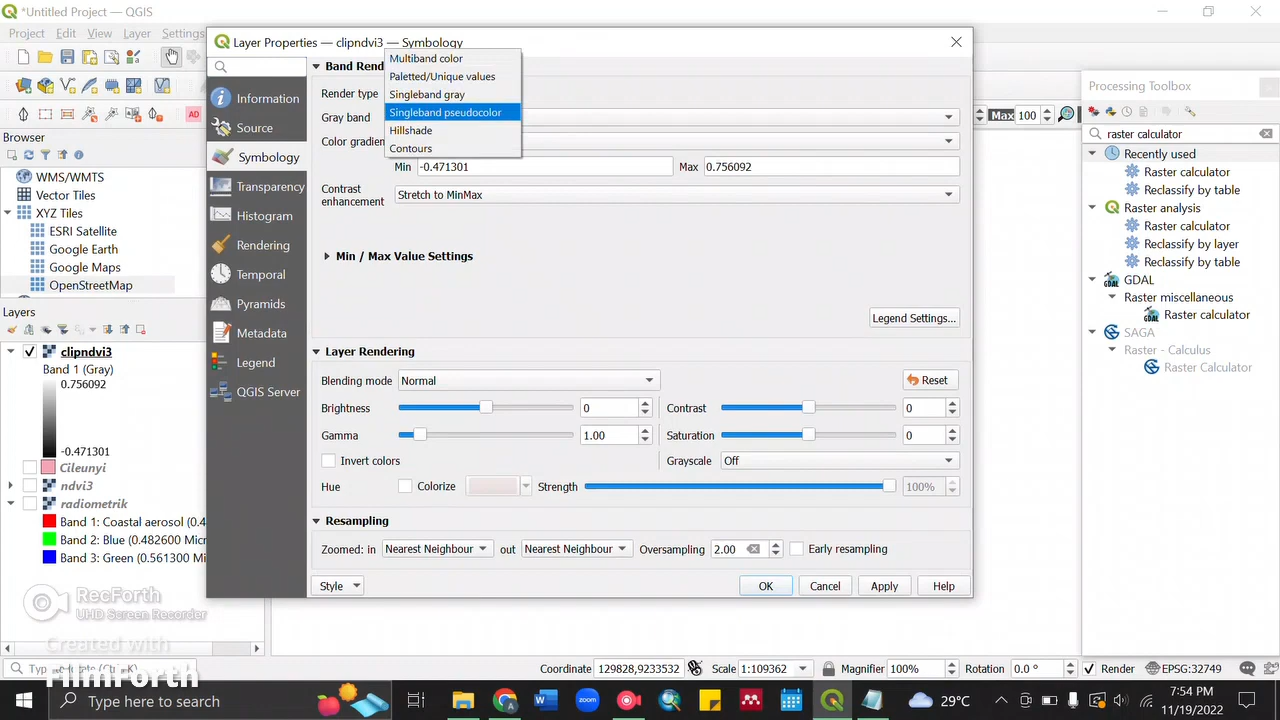 *Untitled Project — QGIS
Project Edit View Layer Settings
Layer Properties — clipndvi3 — Symbology
Multiband color
Paletted/Unique values
Singleband gray
Singleband pseudocolor
Hillshade
Contours
Information
Source
Symbology
Transparency
Histogram
Rendering
Temporal
Pyramids
Metadata
Legend
QGIS Server
Render type
Gray band
Min -0.471301 Max 0.756092
Contrast
enhancement
Stretch to MinMax
Min / Max Value Settings
Legend Settings...
Layer Rendering
Blending mode Normal Reset
Brightness 0 Contrast 0
Gamma 1.00 Saturation 0
Invert colors Grayscale Off
Hue Colorize Strength 100%
Resampling
Zoomed: in Nearest Neighbour out Nearest Neighbour Oversampling 2.00 Early resampling
Style OK Cancel Apply Help
AD
Browser
WMS/WMTS
Vector Tiles
XYZ Tiles
ESRI Satellite
Google Earth
Google Maps
OpenStreetMap
Layers
clipndvi3
Band 1 (Gray)
0.756092
-0.471301
Cileunyi
ndvi3
radiometrik
Band 1: Coastal aerosol (0.4
Band 2: Blue (0.482600 Micr
Band 3: Green (0.561300 Mi
RecForth
UHD Screen Recorder
Created with
FilmForth
Max 100
Processing Toolbox
raster calculator
Recently used
Raster calculator
Reclassify by table
Raster analysis
Raster calculator
Reclassify by layer
Reclassify by table
GDAL
Raster miscellaneous
Raster calculator
SAGA
Raster - Calculus
Raster Calculator
Coordinate 129828,9233532 Scale 1:109362 Magnifier 100% Rotation 0.0 ° Render EPSG:32749
Type here to search
zoom
29°C
7:54 PM
11/19/2022